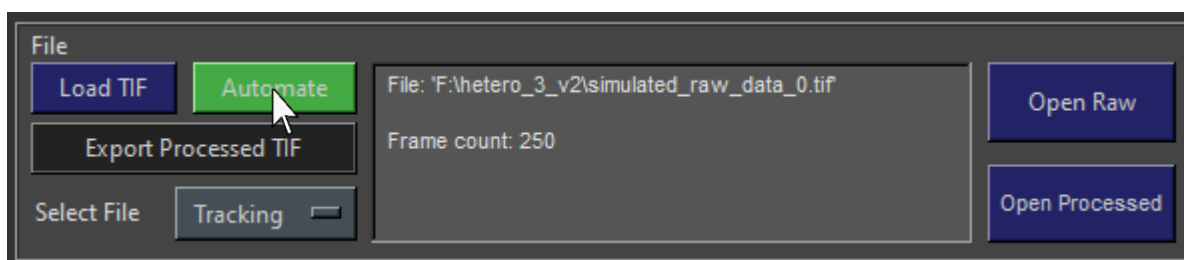 File
Load TIF
Automate
Export Processed TIF
Select File
Tracking
File: 'F:\hetero_3_v2\simulated_raw_data_0.tif'
Frame count: 250
Open Raw
Open Processed